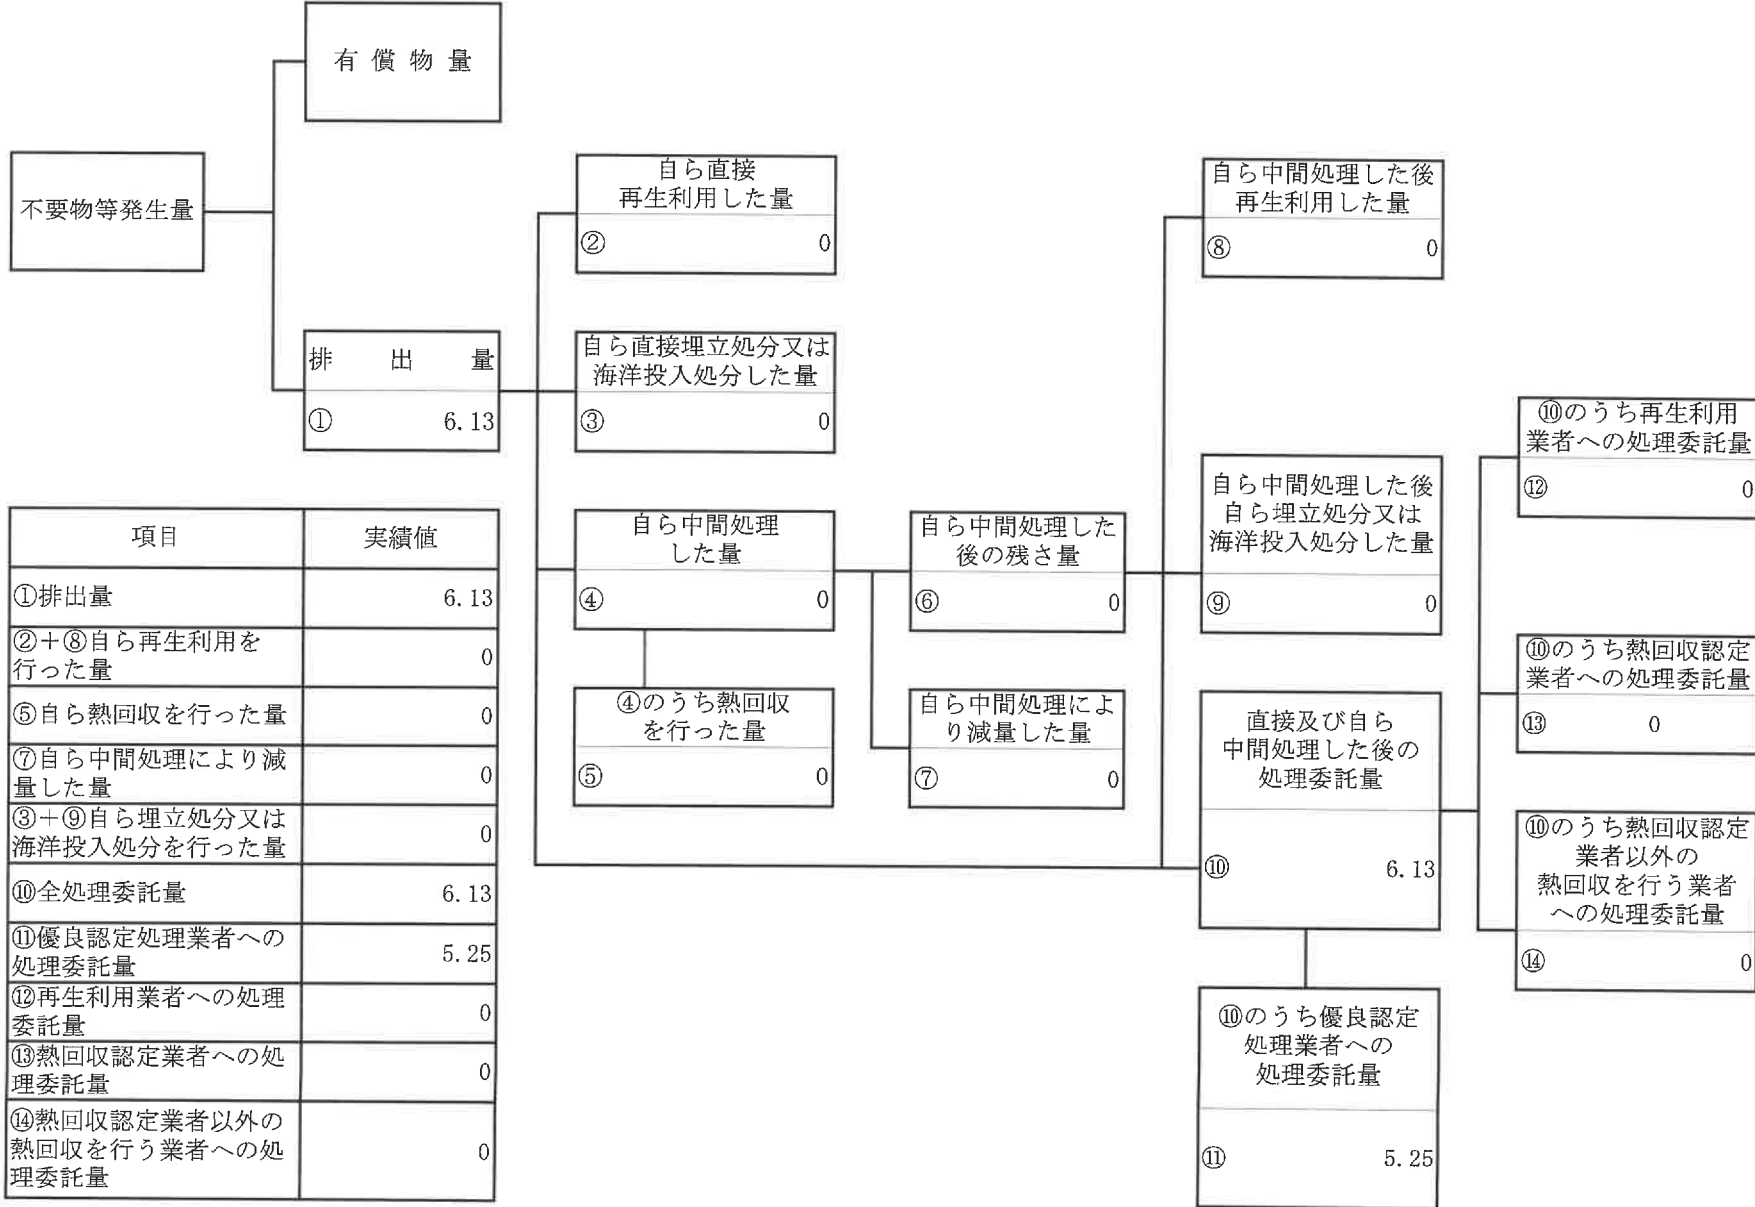 有償物量
不要物等発生量
排出量
① 6.13
自ら直接
再生利用した量
② 0
自ら直接埋立処分又は
海洋投入処分した量
③ 0
自ら中間処理
した量
④ 0
④のうち熱回収
を行った量
⑤ 0
自ら中間処理した
後の残さ量
⑥ 0
自ら中間処理によ
り減量した量
⑦ 0
自ら中間処理した後
再生利用した量
⑧ 0
自ら中間処理した後
自ら埋立処分又は
海洋投入処分した量
⑨ 0
直接及び自ら
中間処理した後の
処理委託量
⑩ 6.13
⑩のうち優良認定
処理業者への
処理委託量
⑪ 5.25
⑩のうち再生利用
業者への処理委託量
⑫ 0
⑩のうち熱回収認定
業者への処理委託量
⑬ 0
⑩のうち熱回収認定
業者以外の
熱回収を行う業者
への処理委託量
⑭ 0
項目 実績値
①排出量 6.13
②+⑧自ら再生利用を
行った量 0
⑤自ら熱回収を行った量 0
⑦自ら中間処理により減
量した量 0
③+⑨自ら埋立処分又は
海洋投入処分を行った量 0
⑩全処理委託量 6.13
⑪優良認定処理業者への
処理委託量 5.25
⑫再生利用業者への処理
委託量 0
⑬熱回収認定業者への処
理委託量 0
⑭熱回収認定業者以外の
熱回収を行う業者への処
理委託量 0